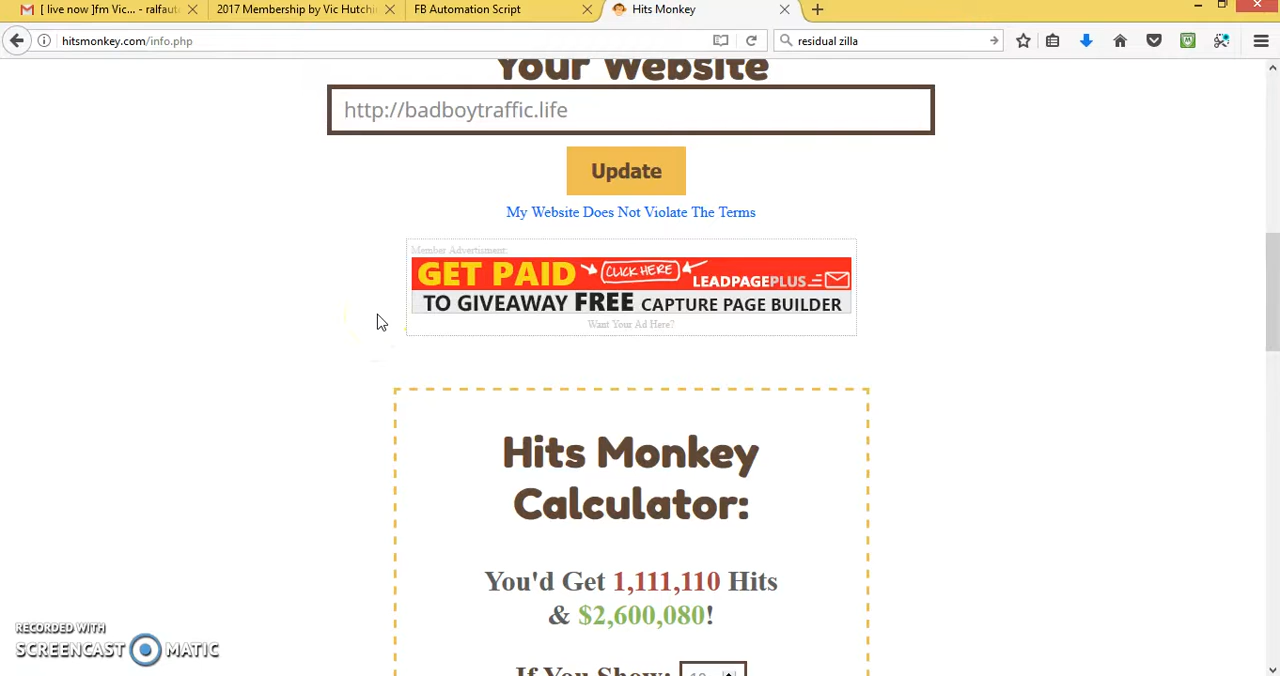 [ live now ]fm Vic... - ralfaut
2017 Membership by Vic Hutchi
FB Automation Script
Hits Monkey
hitsmonkey.com/info.php
residual zilla
Your Website
http://badboytraffic.life
Update
My Website Does Not Violate The Terms
Member Advertisment:
GET PAID CLICK HERE LEADPAGEPLUS
TO GIVEAWAY FREE CAPTURE PAGE BUILDER
Want Your Ad Here?
Hits Monkey
Calculator:
You'd Get 1,111,110 Hits
& $2,600,080!
If You Show:
RECORDED WITH
SCREENCAST MATIC